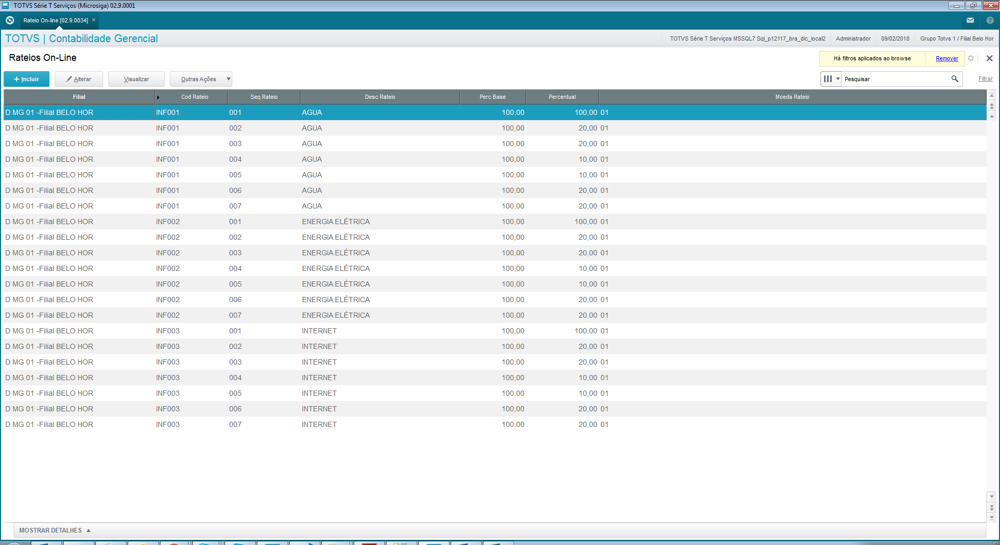 TOTVS Série T Serviços (Microsiga) 02.9.0001
Rateio On-line [02.9.0034] ×
TOTVS | Contabilidade Gerencial
TOTVS Série T Serviços MSSQL7 Sql_p12117_bra_dic_local2 Administrador 09/02/2018 Grupo Totvs 1 / Filial Belo Hor
Rateios On-Line
Há filtros aplicados ao browse Remover
+ Incluir Alterar Visualizar Outras Ações Pesquisar Filtrar
Filial Cod Rateio Seq Rateio Desc Rateio Perc Base Percentual Moeda Rateio
D MG 01 -Filial BELO HOR INF001 001 AGUA 100,00 100,00 01
D MG 01 -Filial BELO HOR INF001 002 AGUA 100,00 20,00 01
D MG 01 -Filial BELO HOR INF001 003 AGUA 100,00 20,00 01
D MG 01 -Filial BELO HOR INF001 004 AGUA 100,00 10,00 01
D MG 01 -Filial BELO HOR INF001 005 AGUA 100,00 10,00 01
D MG 01 -Filial BELO HOR INF001 006 AGUA 100,00 20,00 01
D MG 01 -Filial BELO HOR INF001 007 AGUA 100,00 20,00 01
D MG 01 -Filial BELO HOR INF002 001 ENERGIA ELÉTRICA 100,00 100,00 01
D MG 01 -Filial BELO HOR INF002 002 ENERGIA ELÉTRICA 100,00 20,00 01
D MG 01 -Filial BELO HOR INF002 003 ENERGIA ELÉTRICA 100,00 20,00 01
D MG 01 -Filial BELO HOR INF002 004 ENERGIA ELÉTRICA 100,00 10,00 01
D MG 01 -Filial BELO HOR INF002 005 ENERGIA ELÉTRICA 100,00 10,00 01
D MG 01 -Filial BELO HOR INF002 006 ENERGIA ELÉTRICA 100,00 20,00 01
D MG 01 -Filial BELO HOR INF002 007 ENERGIA ELÉTRICA 100,00 20,00 01
D MG 01 -Filial BELO HOR INF003 001 INTERNET 100,00 100,00 01
D MG 01 -Filial BELO HOR INF003 002 INTERNET 100,00 20,00 01
D MG 01 -Filial BELO HOR INF003 003 INTERNET 100,00 20,00 01
D MG 01 -Filial BELO HOR INF003 004 INTERNET 100,00 10,00 01
D MG 01 -Filial BELO HOR INF003 005 INTERNET 100,00 10,00 01
D MG 01 -Filial BELO HOR INF003 006 INTERNET 100,00 20,00 01
D MG 01 -Filial BELO HOR INF003 007 INTERNET 100,00 20,00 01
MOSTRAR DETALHES